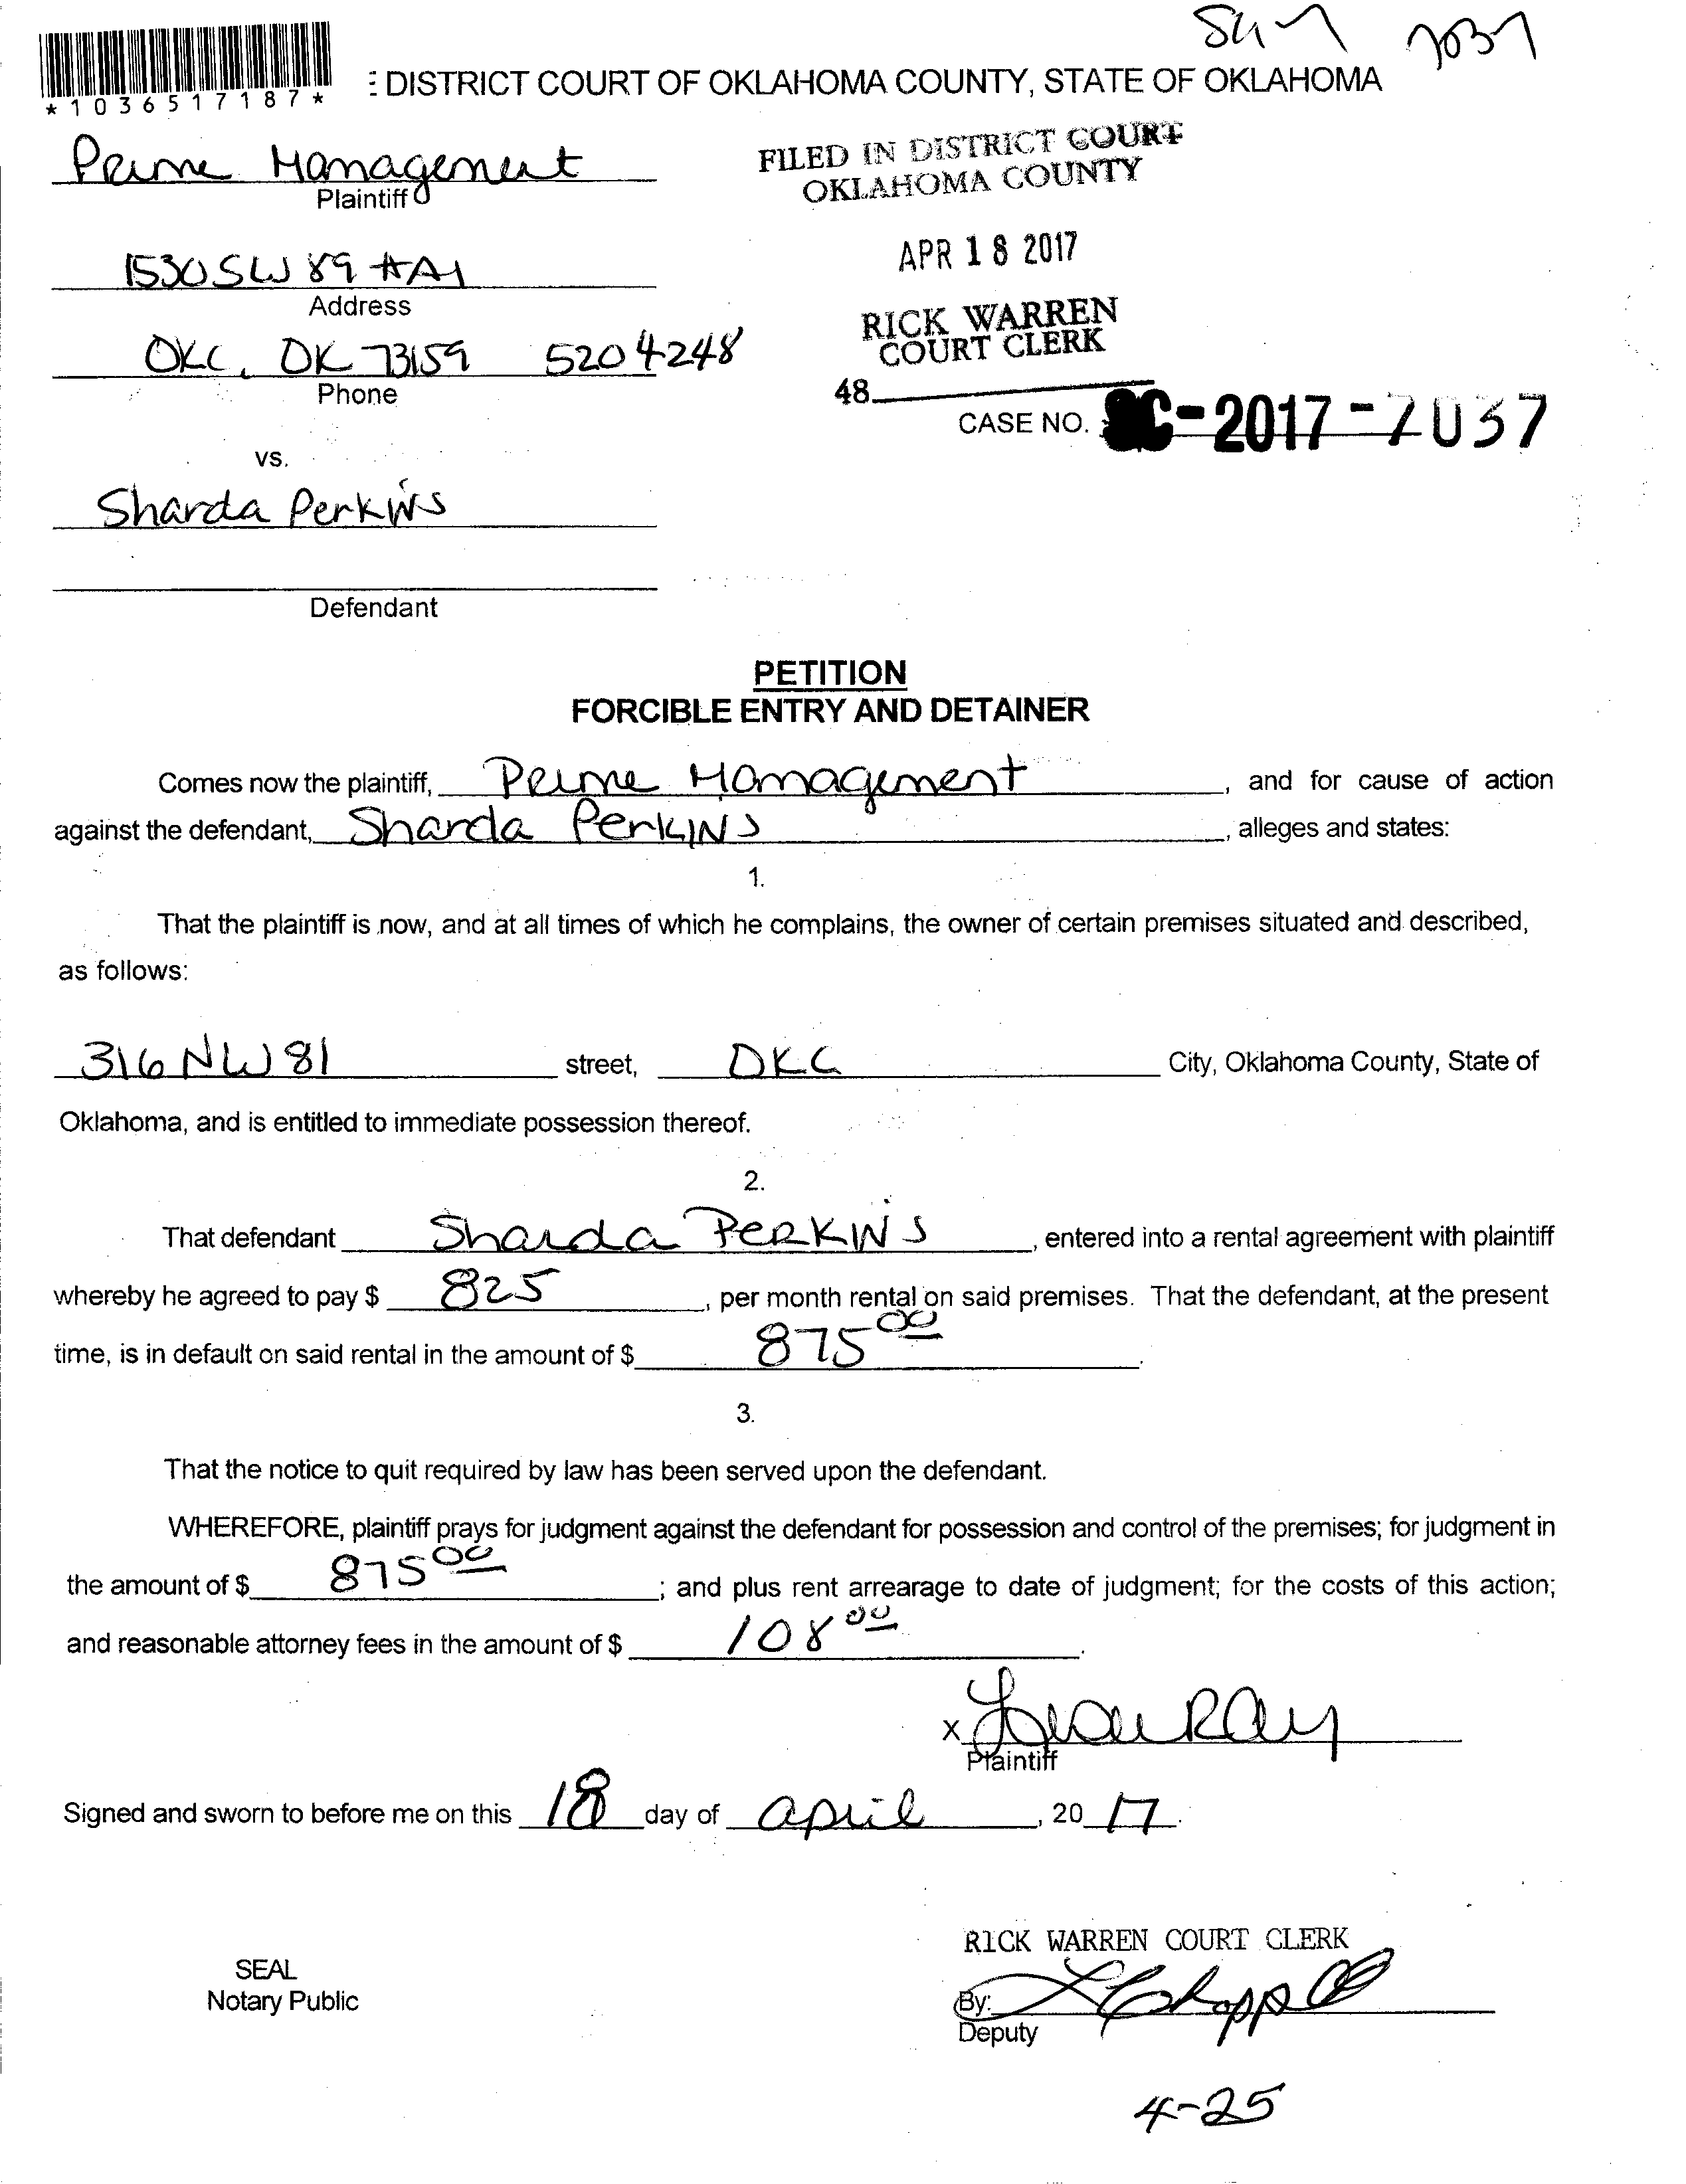 7037
*1036517187*
DISTRICT COURT OF OKLAHOMA COUNTY, STATE OF OKLAHOMA
Prime Management
Plaintiff
FILED IN DISTRICT COURT
OKLAHOMA COUNTY
1530 SW 89 #A1
Address
APR 18 2017
OKC, OK 73159 520 4248
Phone
RICK WARREN
COURT CLERK
48
CASE NO. SC-2017-7037
vs.
Sharda Perkins
Defendant
PETITION
FORCIBLE ENTRY AND DETAINER
Comes now the plaintiff, Prime Management, and for cause of action
against the defendant, Sharda Perkins, alleges and states:
1.
That the plaintiff is now, and at all times of which he complains, the owner of certain premises situated and described,
as follows:
316 NW 81 street, OKC City, Oklahoma County, State of
Oklahoma, and is entitled to immediate possession thereof.
2.
That defendant Sharda Perkins, entered into a rental agreement with plaintiff
whereby he agreed to pay $ 825, per month rental on said premises. That the defendant, at the present
time, is in default on said rental in the amount of $ 875 00.
3.
That the notice to quit required by law has been served upon the defendant.
WHEREFORE, plaintiff prays for judgment against the defendant for possession and control of the premises; for judgment in
the amount of $ 875 00; and plus rent arrearage to date of judgment; for the costs of this action;
and reasonable attorney fees in the amount of $ 108 00.
x Ray
Plaintiff
Signed and sworn to before me on this 18 day of april, 20 17.
SEAL
Notary Public
RICK WARREN COURT CLERK
By:
Deputy
4-25